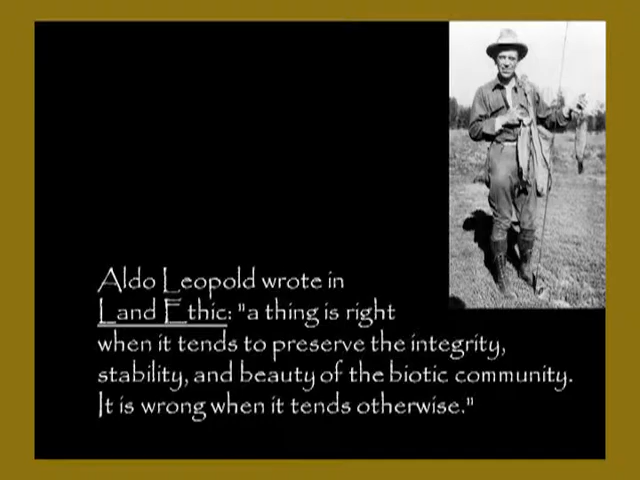 Aldo Leopold wrote in
Land Ethic: "a thing is right
when it tends to preserve the integrity,
stability, and beauty of the biotic community.
It is wrong when it tends otherwise."